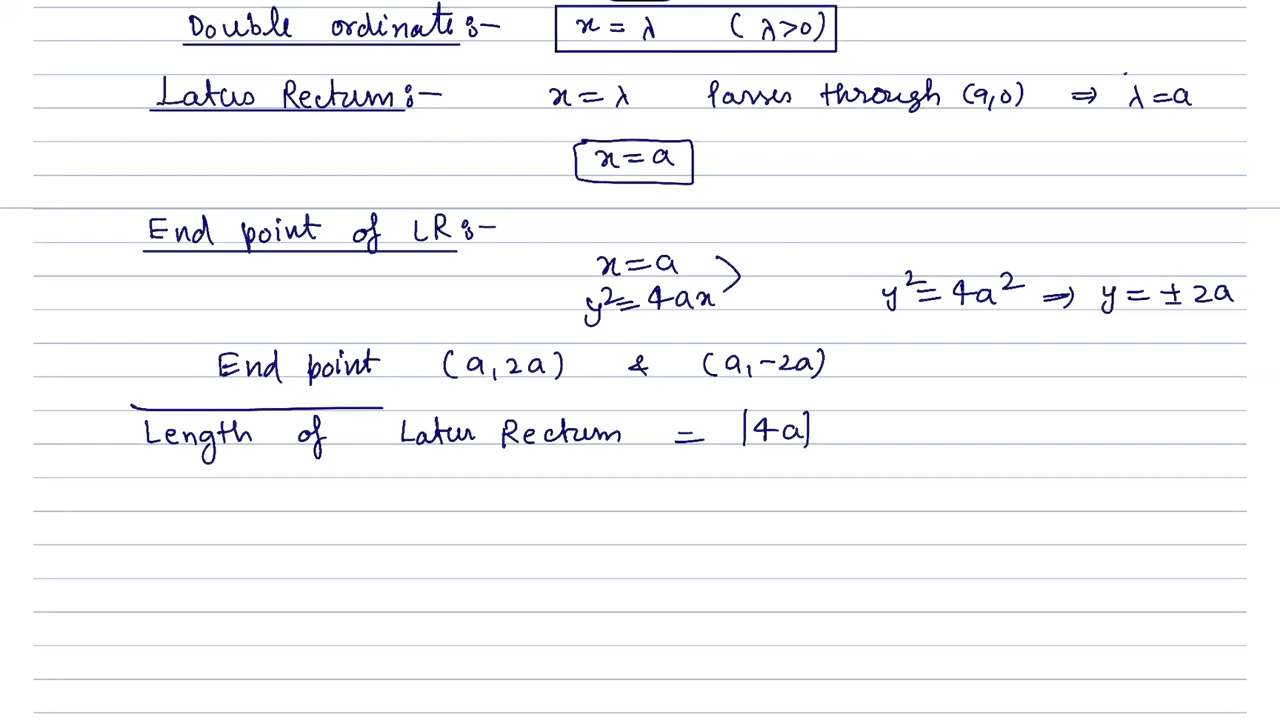 Double ordinate:- x = λ (λ>0)
Latus Rectum:- x = λ Passes through (a,0) ⇒ λ = a
x = a
End point of LR:-
x = a
y² = 4ax y² = 4a² ⇒ y = ± 2a
End point (a, 2a) & (a, -2a)
Length of Latus Rectum = |4a|